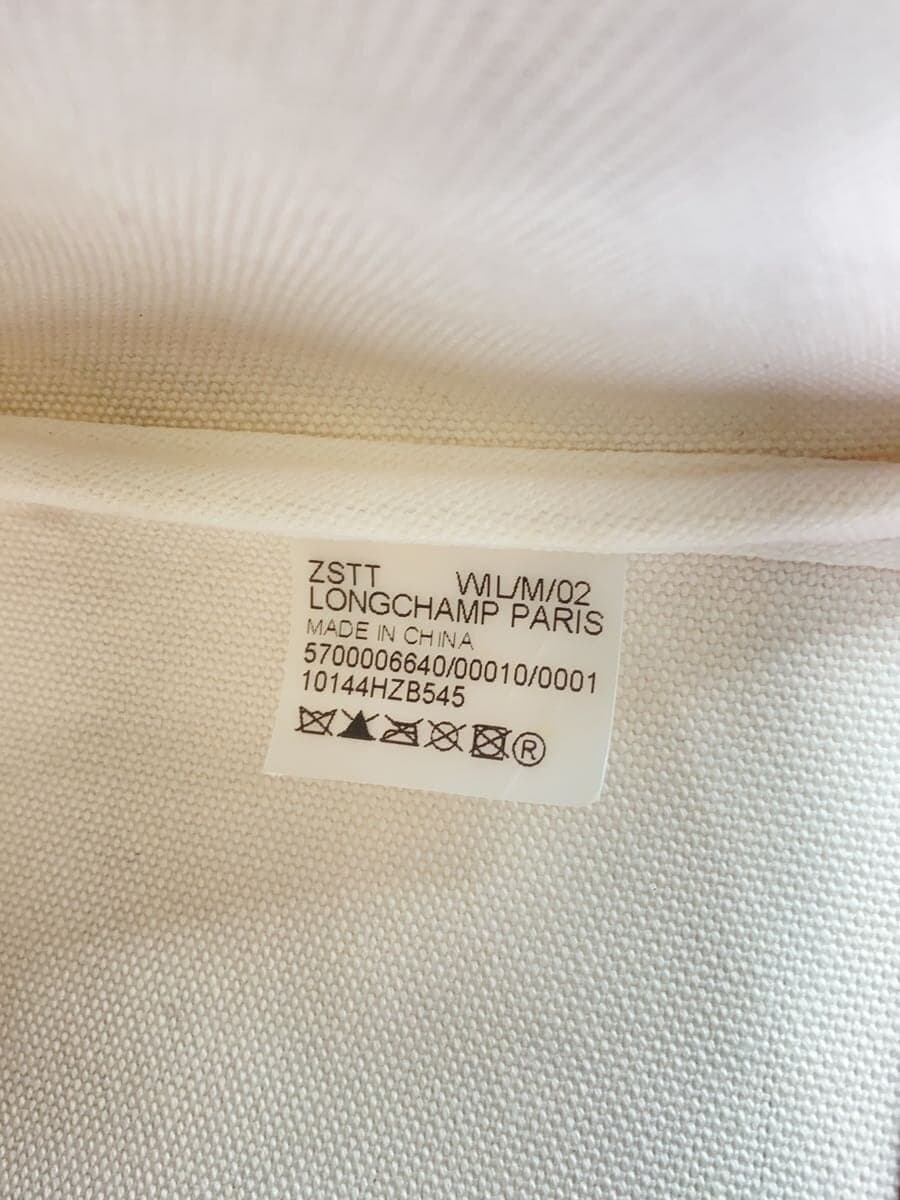 ZSTT WIL/M/02
LONGCHAMP PARIS
MADE IN CHINA
5700006640/00010/0001
10144HZB545
Ⓡ